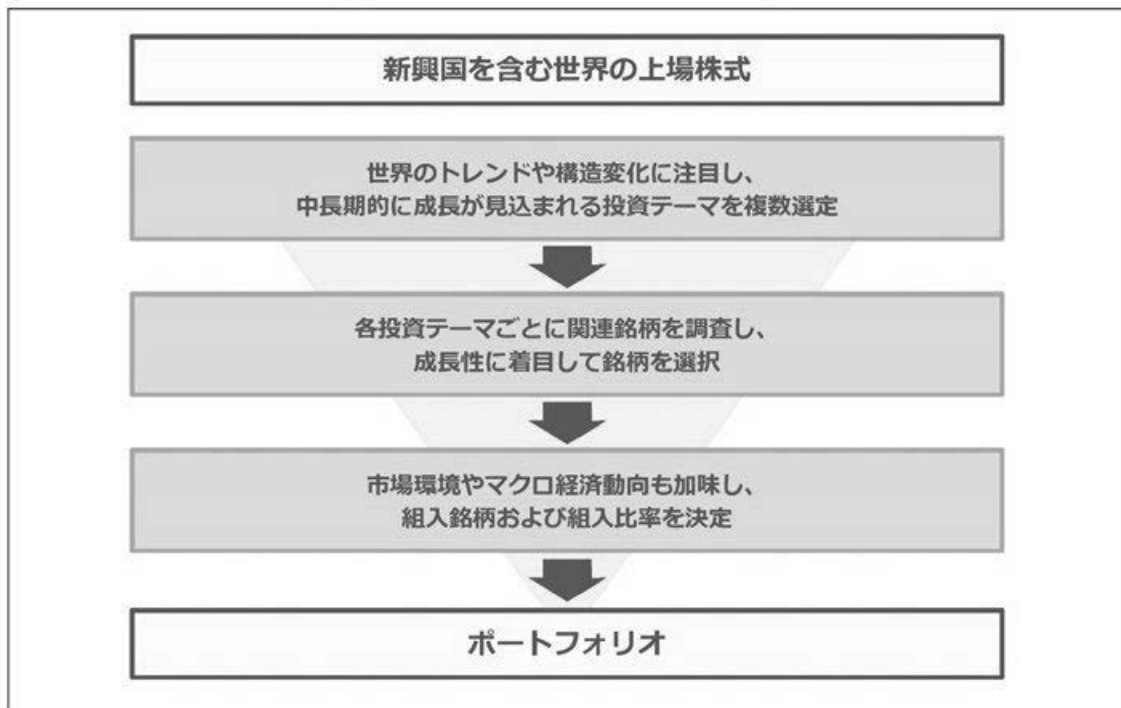 新興国を含む世界の上場株式
世界のトレンドや構造変化に注目し、
中長期的に成長が見込まれる投資テーマを複数選定
各投資テーマごとに関連銘柄を調査し、
成長性に着目して銘柄を選択
市場環境やマクロ経済動向も加味し、
組入銘柄および組入比率を決定
ポートフォリオ